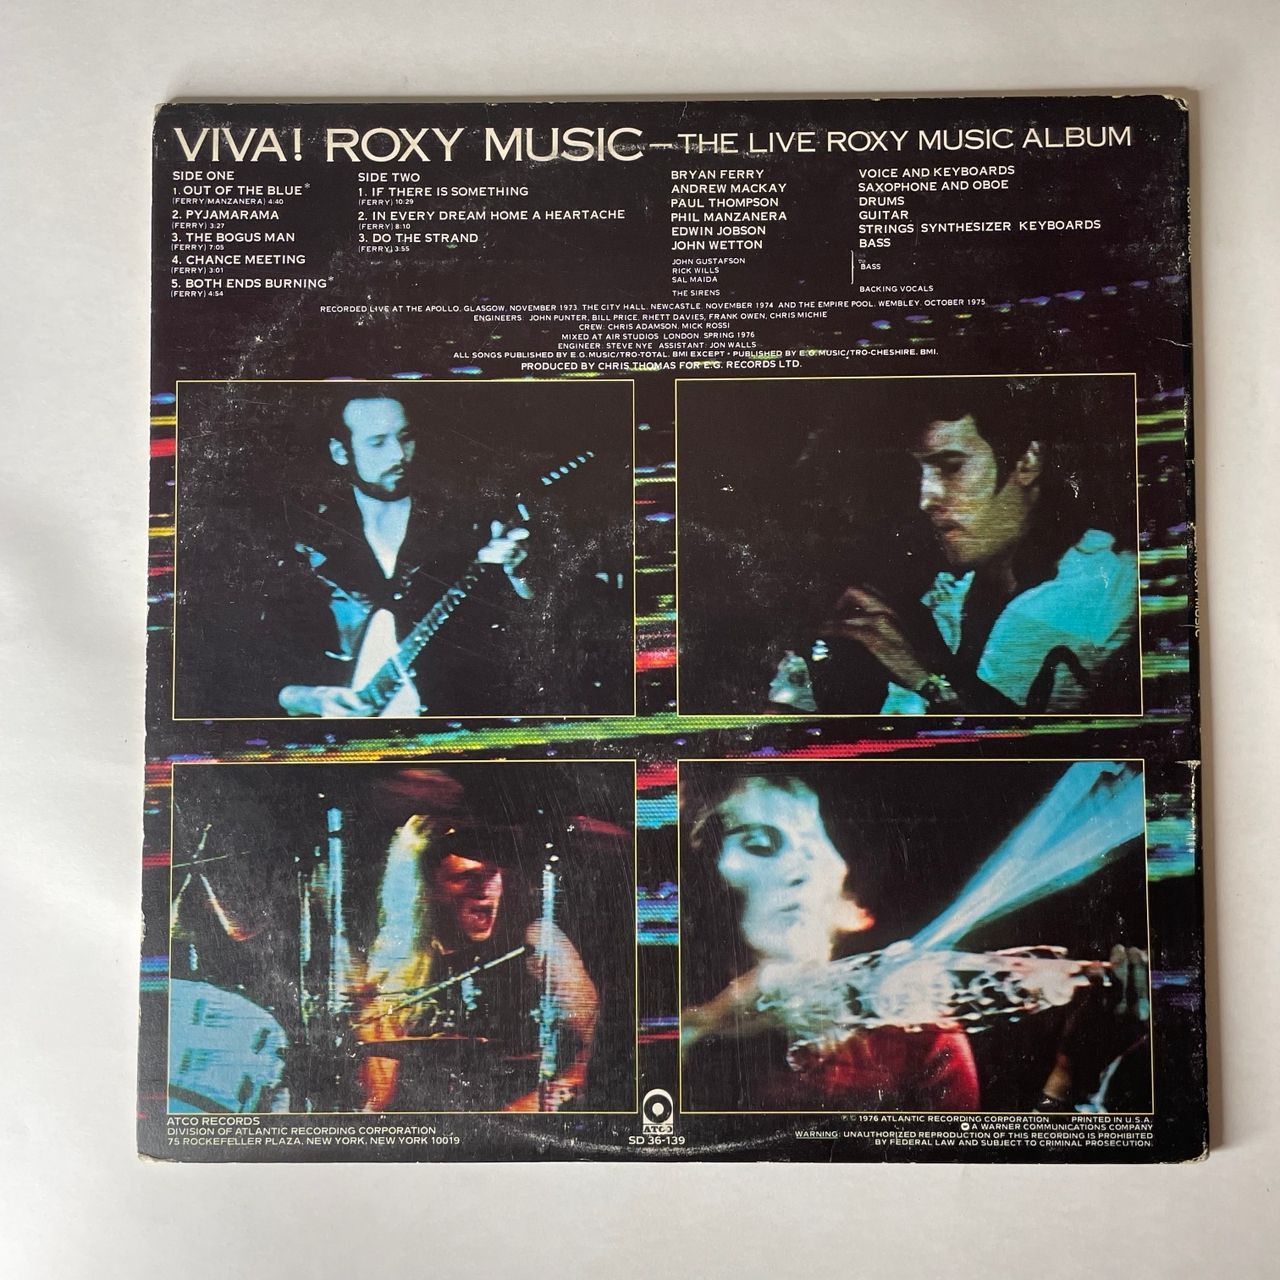 VIVA! ROXY MUSIC—THE LIVE ROXY MUSIC ALBUM
SIDE ONE
1. OUT OF THE BLUE*
(FERRY/MANZANERA) 4:40
2. PYJAMARAMA
(FERRY) 3:27
3. THE BOGUS MAN
(FERRY) 7:05
4. CHANCE MEETING
(FERRY) 3:01
5. BOTH ENDS BURNING*
(FERRY) 4:54
SIDE TWO
1. IF THERE IS SOMETHING
(FERRY) 10:29
2. IN EVERY DREAM HOME A HEARTACHE
(FERRY) 8:10
3. DO THE STRAND
(FERRY) 3:55
BRYAN FERRY VOICE AND KEYBOARDS
ANDREW MACKAY SAXOPHONE AND OBOE
PAUL THOMPSON DRUMS
PHIL MANZANERA GUITAR
EDWIN JOBSON STRINGS SYNTHESIZER KEYBOARDS
JOHN WETTON BASS
JOHN GUSTAFSON
RICK WILLS BASS
SAL MAIDA
THE SIRENS BACKING VOCALS
RECORDED LIVE AT THE APOLLO, GLASGOW, NOVEMBER 1973. THE CITY HALL, NEWCASTLE, NOVEMBER 1974. AND THE EMPIRE POOL, WEMBLEY, OCTOBER 1975.
ENGINEERS: JOHN PUNTER, BILL PRICE, RHETT DAVIES, FRANK OWEN, CHRIS MICHIE
CREW: CHRIS ADAMSON, MICK ROSSI
MIXED AT AIR STUDIOS LONDON. SPRING 1976
ENGINEER: STEVE NYE ASSISTANT: JON WALLS
ALL SONGS PUBLISHED BY E.G. MUSIC/TRO-TOTAL. BMI EXCEPT * PUBLISHED BY E.G. MUSIC/TRO-CHESHIRE. BMI.
PRODUCED BY CHRIS THOMAS FOR E.G. RECORDS LTD.
ATCO RECORDS
DIVISION OF ATLANTIC RECORDING CORPORATION
75 ROCKEFELLER PLAZA, NEW YORK, NEW YORK 10019
ATCO
SD 36-139
℗ © 1976 ATLANTIC RECORDING CORPORATION PRINTED IN U.S.A.
A WARNER COMMUNICATIONS COMPANY
WARNING: UNAUTHORIZED REPRODUCTION OF THIS RECORDING IS PROHIBITED
BY FEDERAL LAW AND SUBJECT TO CRIMINAL PROSECUTION.